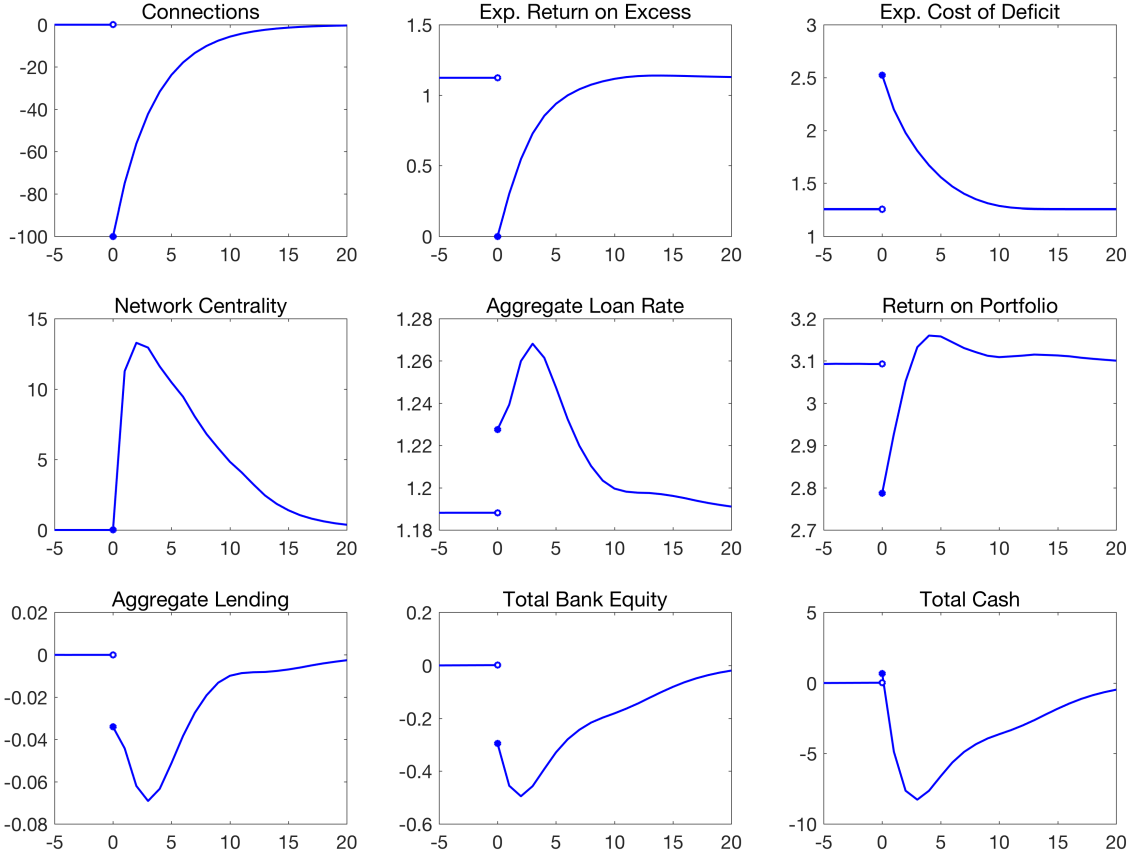 Connections
0
-20
-40
-60
-80
-100
-5 0 5 10 15 20
Exp. Return on Excess
1.5
1
0.5
0
-5 0 5 10 15 20
Exp. Cost of Deficit
3
2.5
2
1.5
1
-5 0 5 10 15 20
Network Centrality
15
10
5
0
-5 0 5 10 15 20
Aggregate Loan Rate
1.28
1.26
1.24
1.22
1.2
1.18
-5 0 5 10 15 20
Return on Portfolio
3.2
3.1
3
2.9
2.8
2.7
-5 0 5 10 15 20
Aggregate Lending
0.02
0
-0.02
-0.04
-0.06
-0.08
-5 0 5 10 15 20
Total Bank Equity
0.2
0
-0.2
-0.4
-0.6
-5 0 5 10 15 20
Total Cash
5
0
-5
-10
-5 0 5 10 15 20